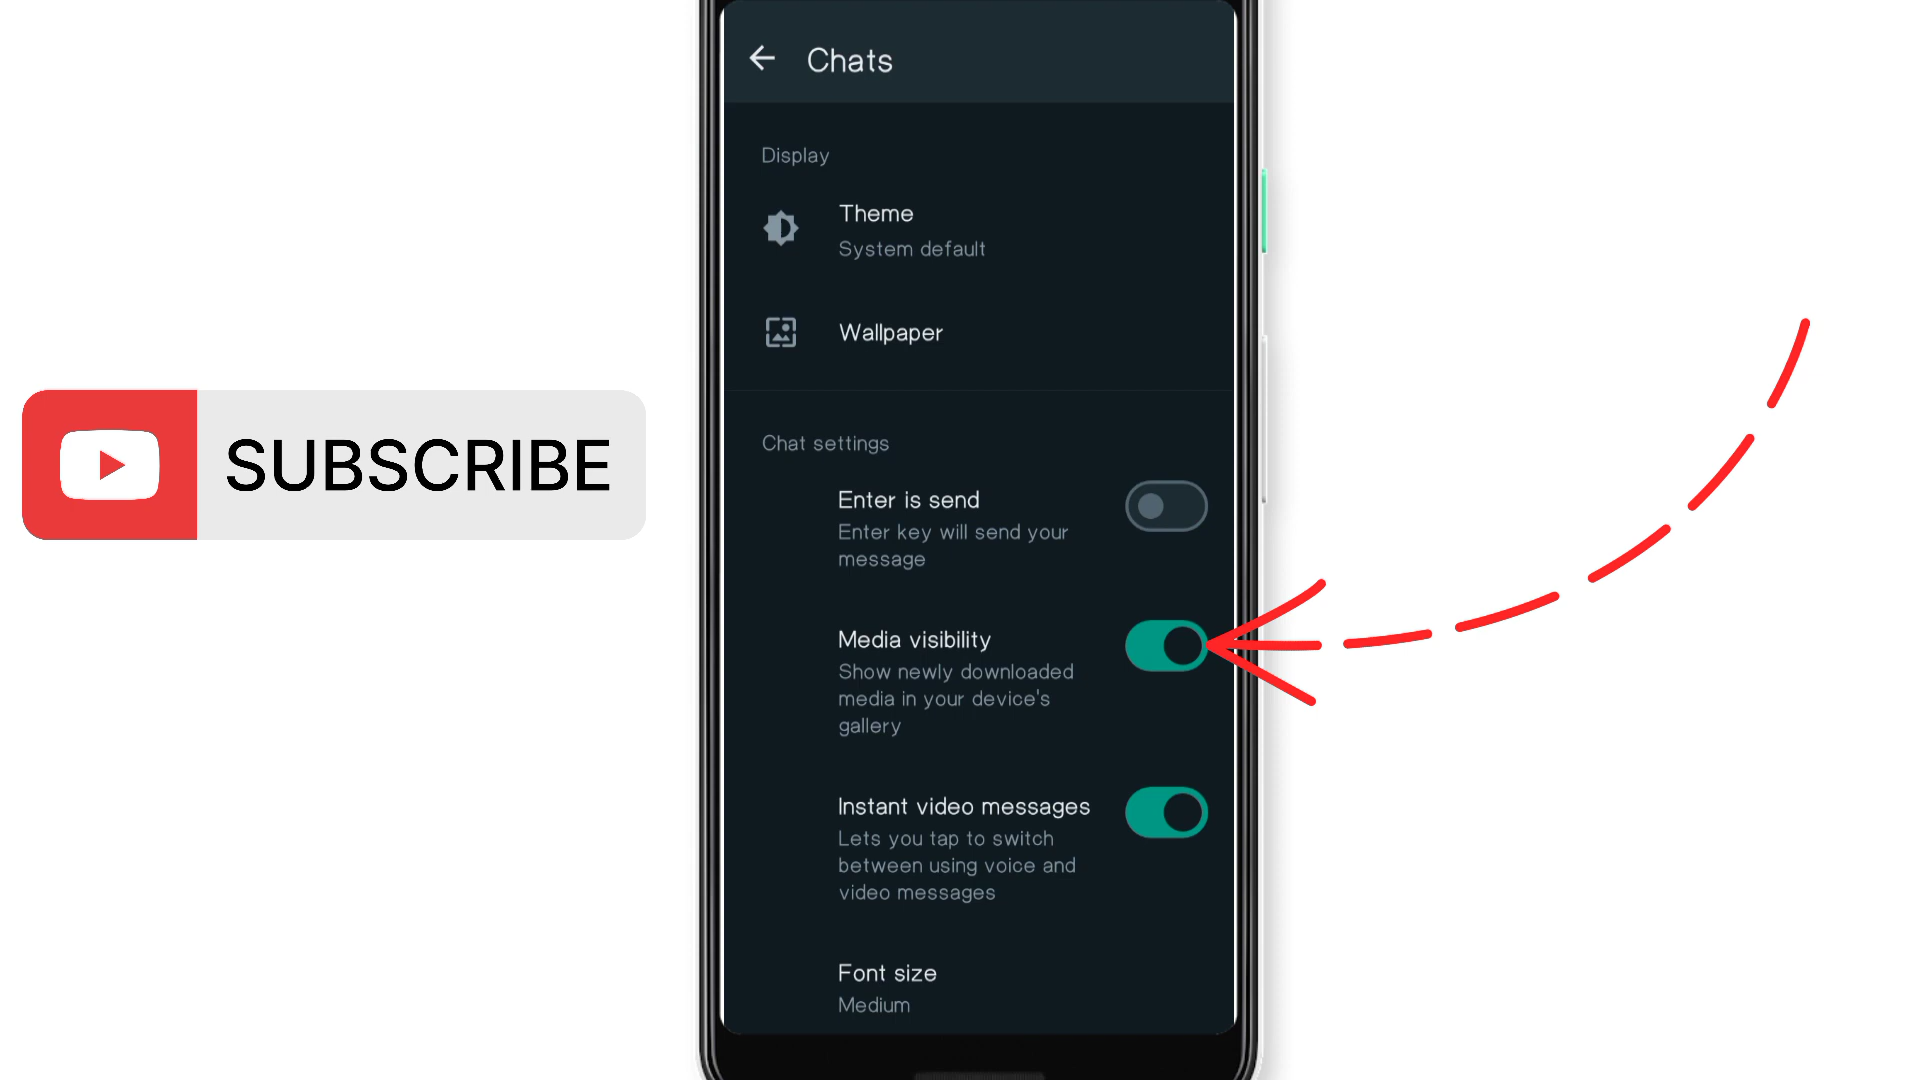 Chats
Display
Theme
System default
Wallpaper
SUBSCRIBE
Chat settings
Enter is send
Enter key will send your
message
Media visibility
Show newly downloaded
media in your device's
gallery
Instant video messages
Lets you tap to switch
between using voice and
video messages
Font size
Medium